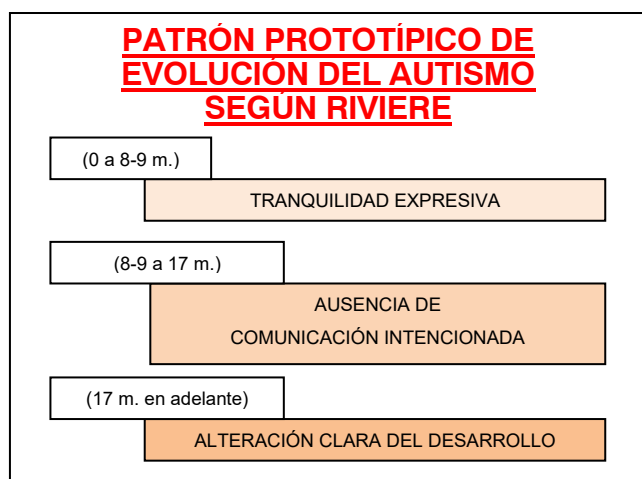 PATRÓN PROTOTÍPICO DE
EVOLUCIÓN DEL AUTISMO
SEGÚN RIVIERE
(0 a 8-9 m.)
TRANQUILIDAD EXPRESIVA
(8-9 a 17 m.)
AUSENCIA DE
COMUNICACIÓN INTENCIONADA
(17 m. en adelante)
ALTERACIÓN CLARA DEL DESARROLLO